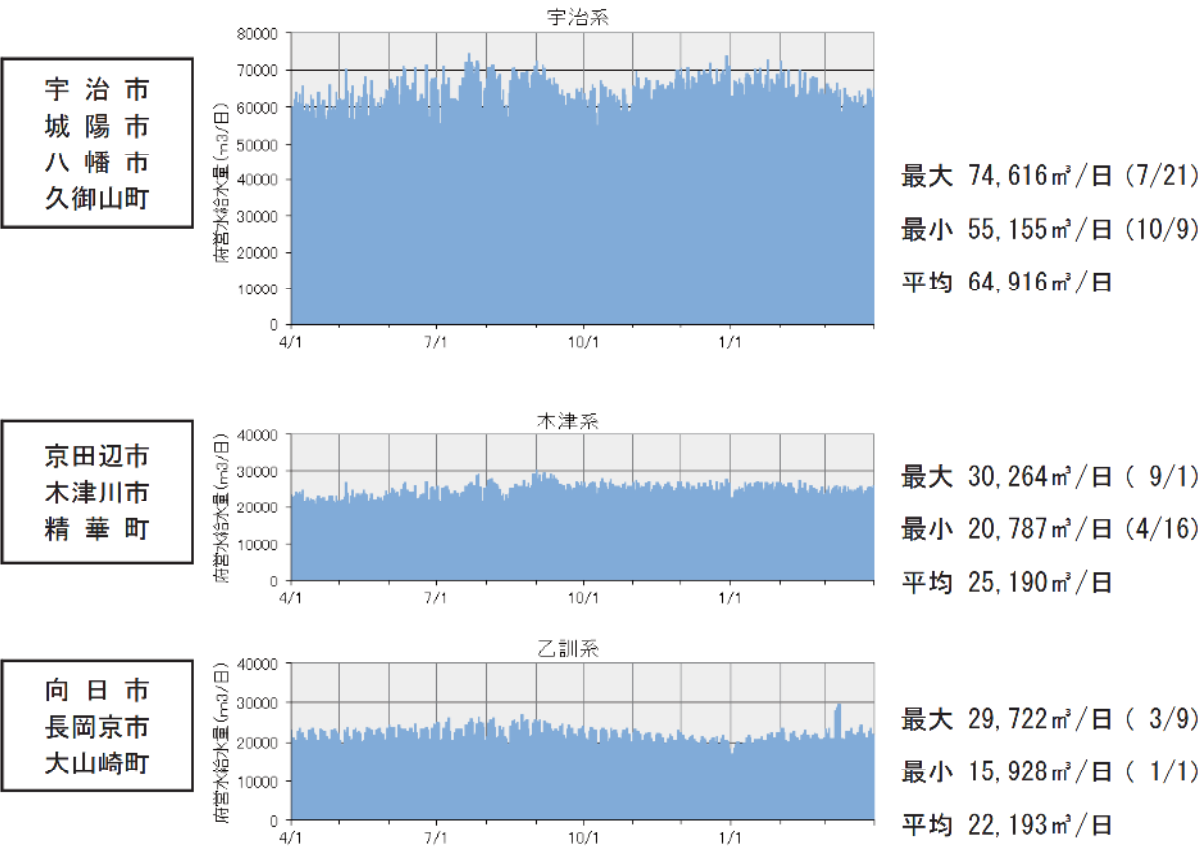 宇治系
宇 治 市
城 陽 市
八 幡 市
久御山町
府営水給水量(m3/日)
80000
70000
60000
50000
40000
30000
20000
10000
0
4/1 7/1 10/1 1/1
最大 74,616㎥/日 (7/21)
最小 55,155㎥/日 (10/9)
平均 64,916㎥/日
木津系
京田辺市
木津川市
精 華 町
府営水給水量(m3/日)
40000
30000
20000
10000
0
4/1 7/1 10/1 1/1
最大 30,264㎥/日 ( 9/1)
最小 20,787㎥/日 (4/16)
平均 25,190㎥/日
乙訓系
向 日 市
長岡京市
大山崎町
府営水給水量(m3/日)
40000
30000
20000
10000
0
4/1 7/1 10/1 1/1
最大 29,722㎥/日 ( 3/9)
最小 15,928㎥/日 ( 1/1)
平均 22,193㎥/日